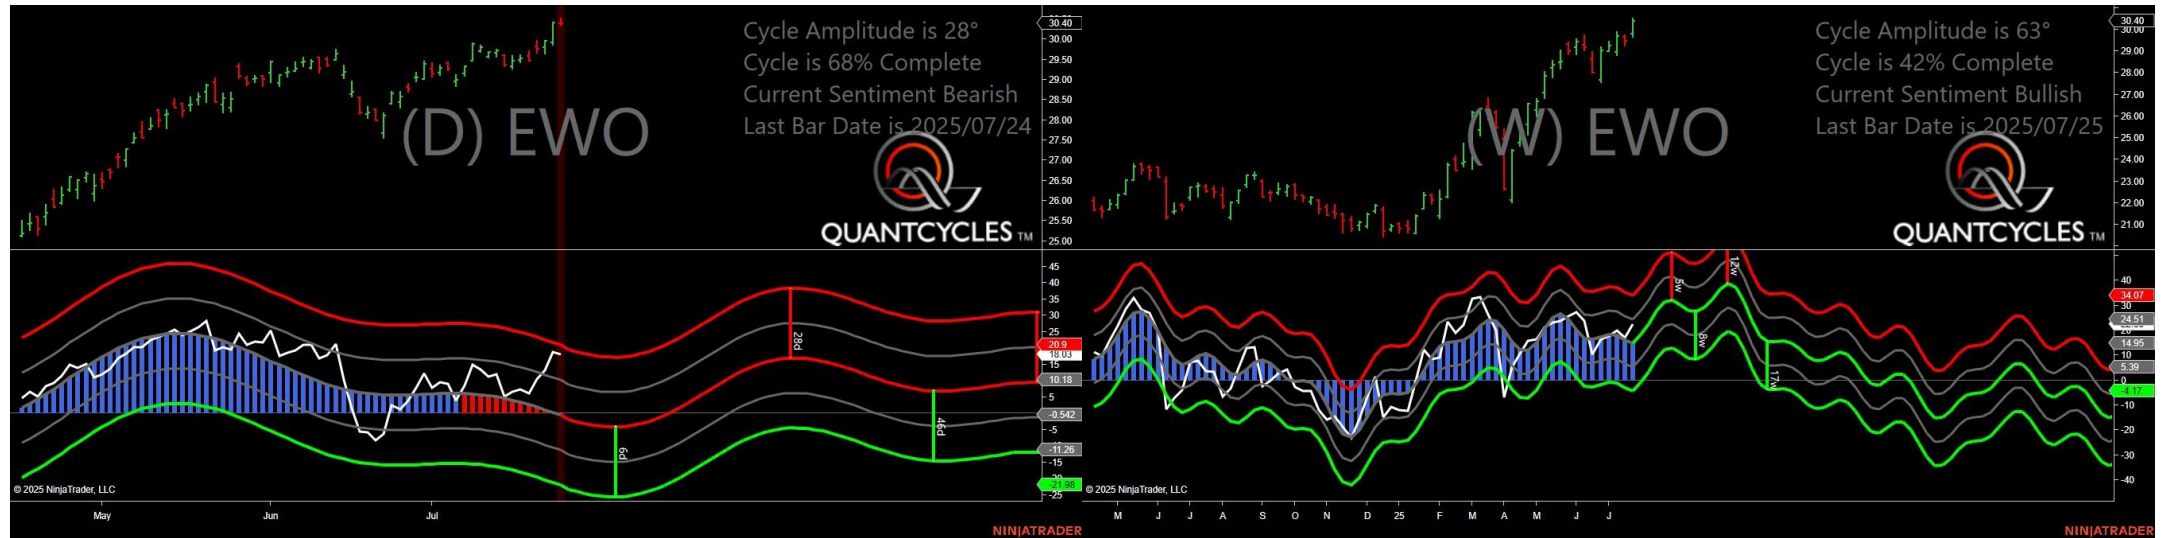 Cycle Amplitude is 28°
Cycle is 68% Complete
Current Sentiment Bearish
Last Bar Date is 2025/07/24
(D) EWO
QUANTCYCLES TM
30.40
30.00
29.50
29.00
28.50
28.00
27.50
27.00
26.50
26.00
25.50
25.00
45
40
35
30
25
20.9
18.03
10.18
5
-0.542
-5
-11.26
-15
-21.98
-25
6d
28d
46d
© 2025 NinjaTrader, LLC
May
Jun
Jul
NINJATRADER
Cycle Amplitude is 63°
Cycle is 42% Complete
Current Sentiment Bullish
Last Bar Date is 2025/07/25
(W) EWO
QUANTCYCLES TM
30.40
30.00
29.00
28.00
27.00
26.00
25.00
24.00
23.00
22.00
21.00
40
34.07
30
24.51
20
14.95
10
5.39
0
-4.17
-10
-20
-30
-40
5w
8w
12w
17w
© 2025 NinjaTrader, LLC
M J J A S O N D 25 F M A M J J
NINJATRADER